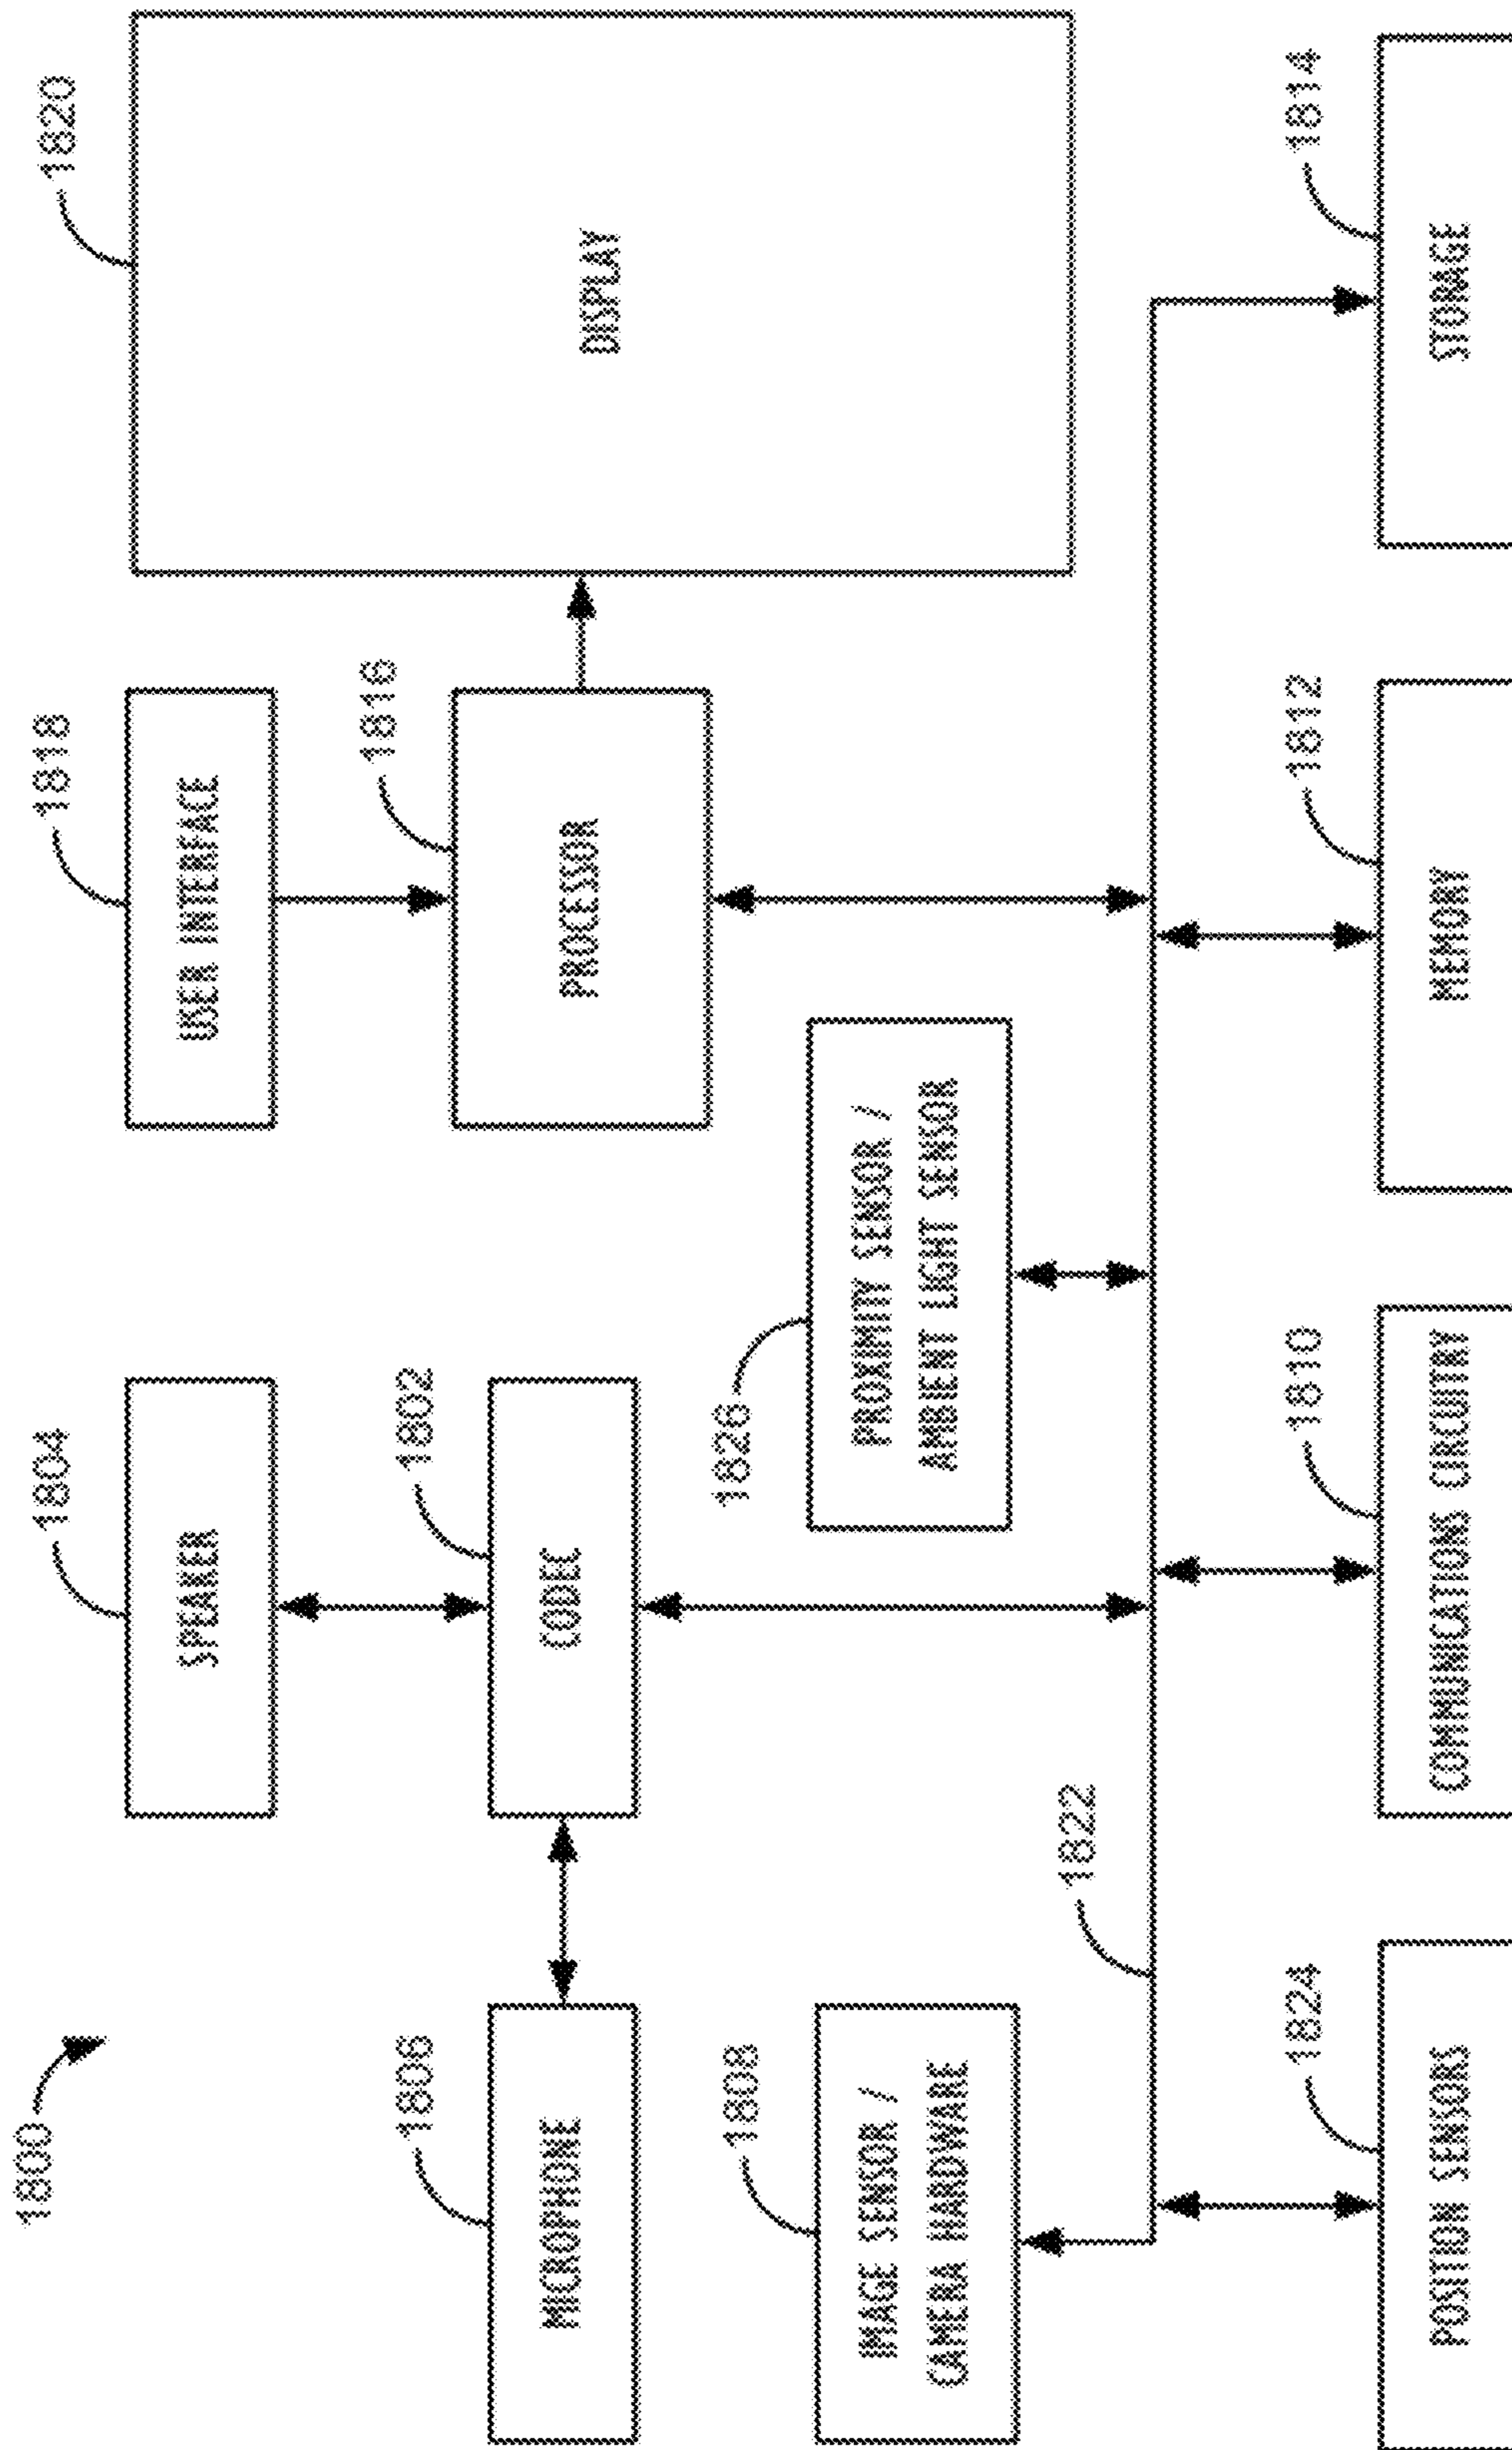 1800
1804
SPEAKER
1818
USER INTERFACE
1820
DISPLAY
1806
MICROPHONE
1802
CODEC
1816
PROCESSOR
1808
IMAGE SENSOR /
CAMERA HARDWARE
1826
PROXIMITY SENSOR /
AMBIENT LIGHT SENSOR
1822
1824
POSITION SENSORS
1810
COMMUNICATIONS CIRCUITRY
1812
MEMORY
1814
STORAGE